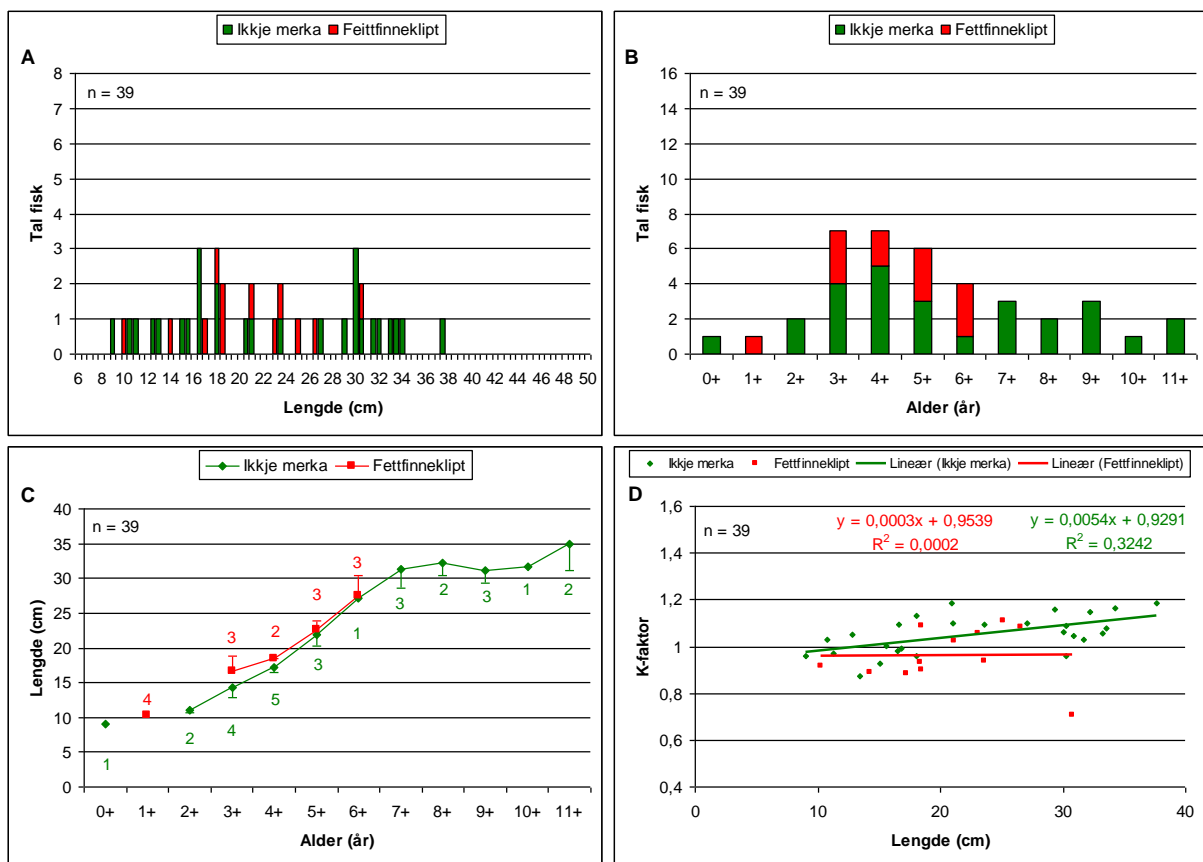 Ikkje merka Feittfinneklipt
A
n = 39
8
7
6
5
4
3
2
1
0
Tal fisk
6 8 10 12 14 16 18 20 22 24 26 28 30 32 34 36 38 40 42 44 46 48 50
Lengde (cm)
Ikkje merka Fettfinneklipt
B
n = 39
16
14
12
10
8
6
4
2
0
Tal fisk
0+ 1+ 2+ 3+ 4+ 5+ 6+ 7+ 8+ 9+ 10+ 11+
Alder (år)
Ikkje merka Fettfinneklipt
C
n = 39
40
35
30
25
20
15
10
5
0
Lengde (cm)
4 3 2 3 3
1 2 4 5 3 1 3 2 3 1 2
0+ 1+ 2+ 3+ 4+ 5+ 6+ 7+ 8+ 9+ 10+ 11+
Alder (år)
Ikkje merka Fettfinneklipt Lineær (Ikkje merka) Lineær (Fettfinneklipt)
D
n = 39
y = 0,0003x + 0,9539
R² = 0,0002
y = 0,0054x + 0,9291
R² = 0,3242
1,6
1,4
1,2
1
0,8
0,6
0,4
K-faktor
0 10 20 30 40
Lengde (cm)